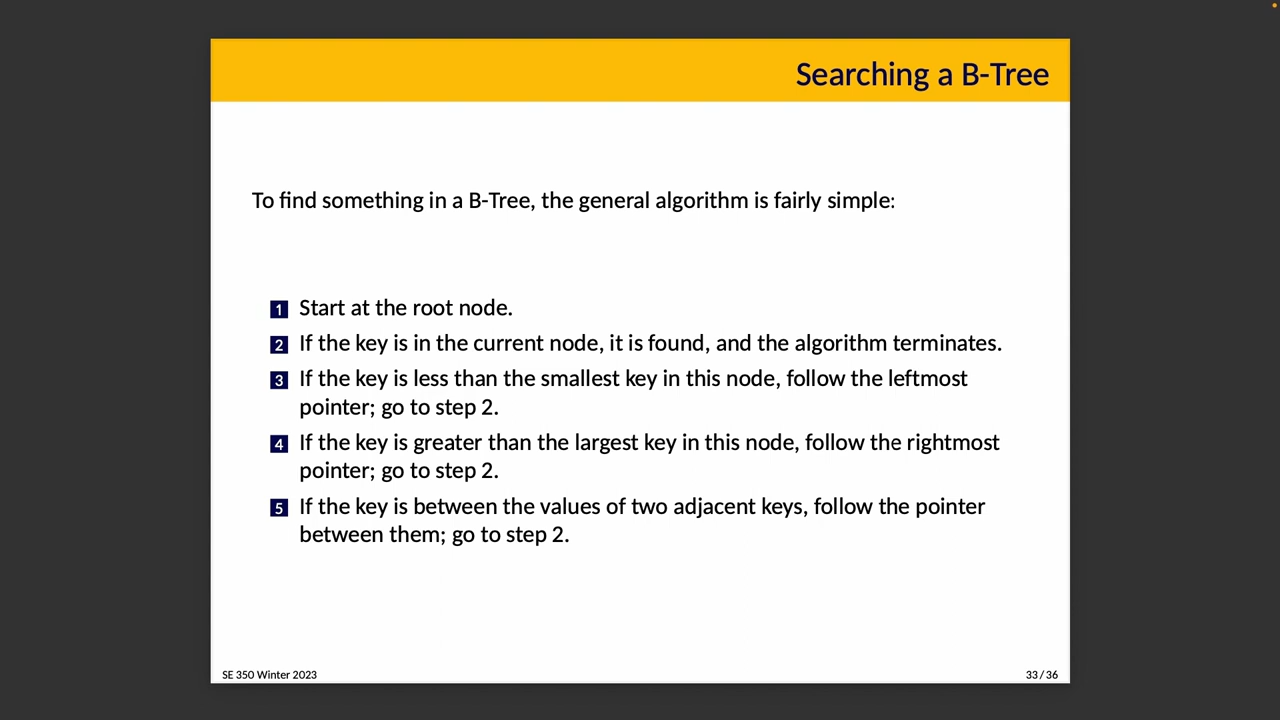 Searching a B-Tree
To find something in a B-Tree, the general algorithm is fairly simple:
1 Start at the root node.
2 If the key is in the current node, it is found, and the algorithm terminates.
3 If the key is less than the smallest key in this node, follow the leftmost
pointer; go to step 2.
4 If the key is greater than the largest key in this node, follow the rightmost
pointer; go to step 2.
5 If the key is between the values of two adjacent keys, follow the pointer
between them; go to step 2.
SE 350 Winter 2023
33 / 36